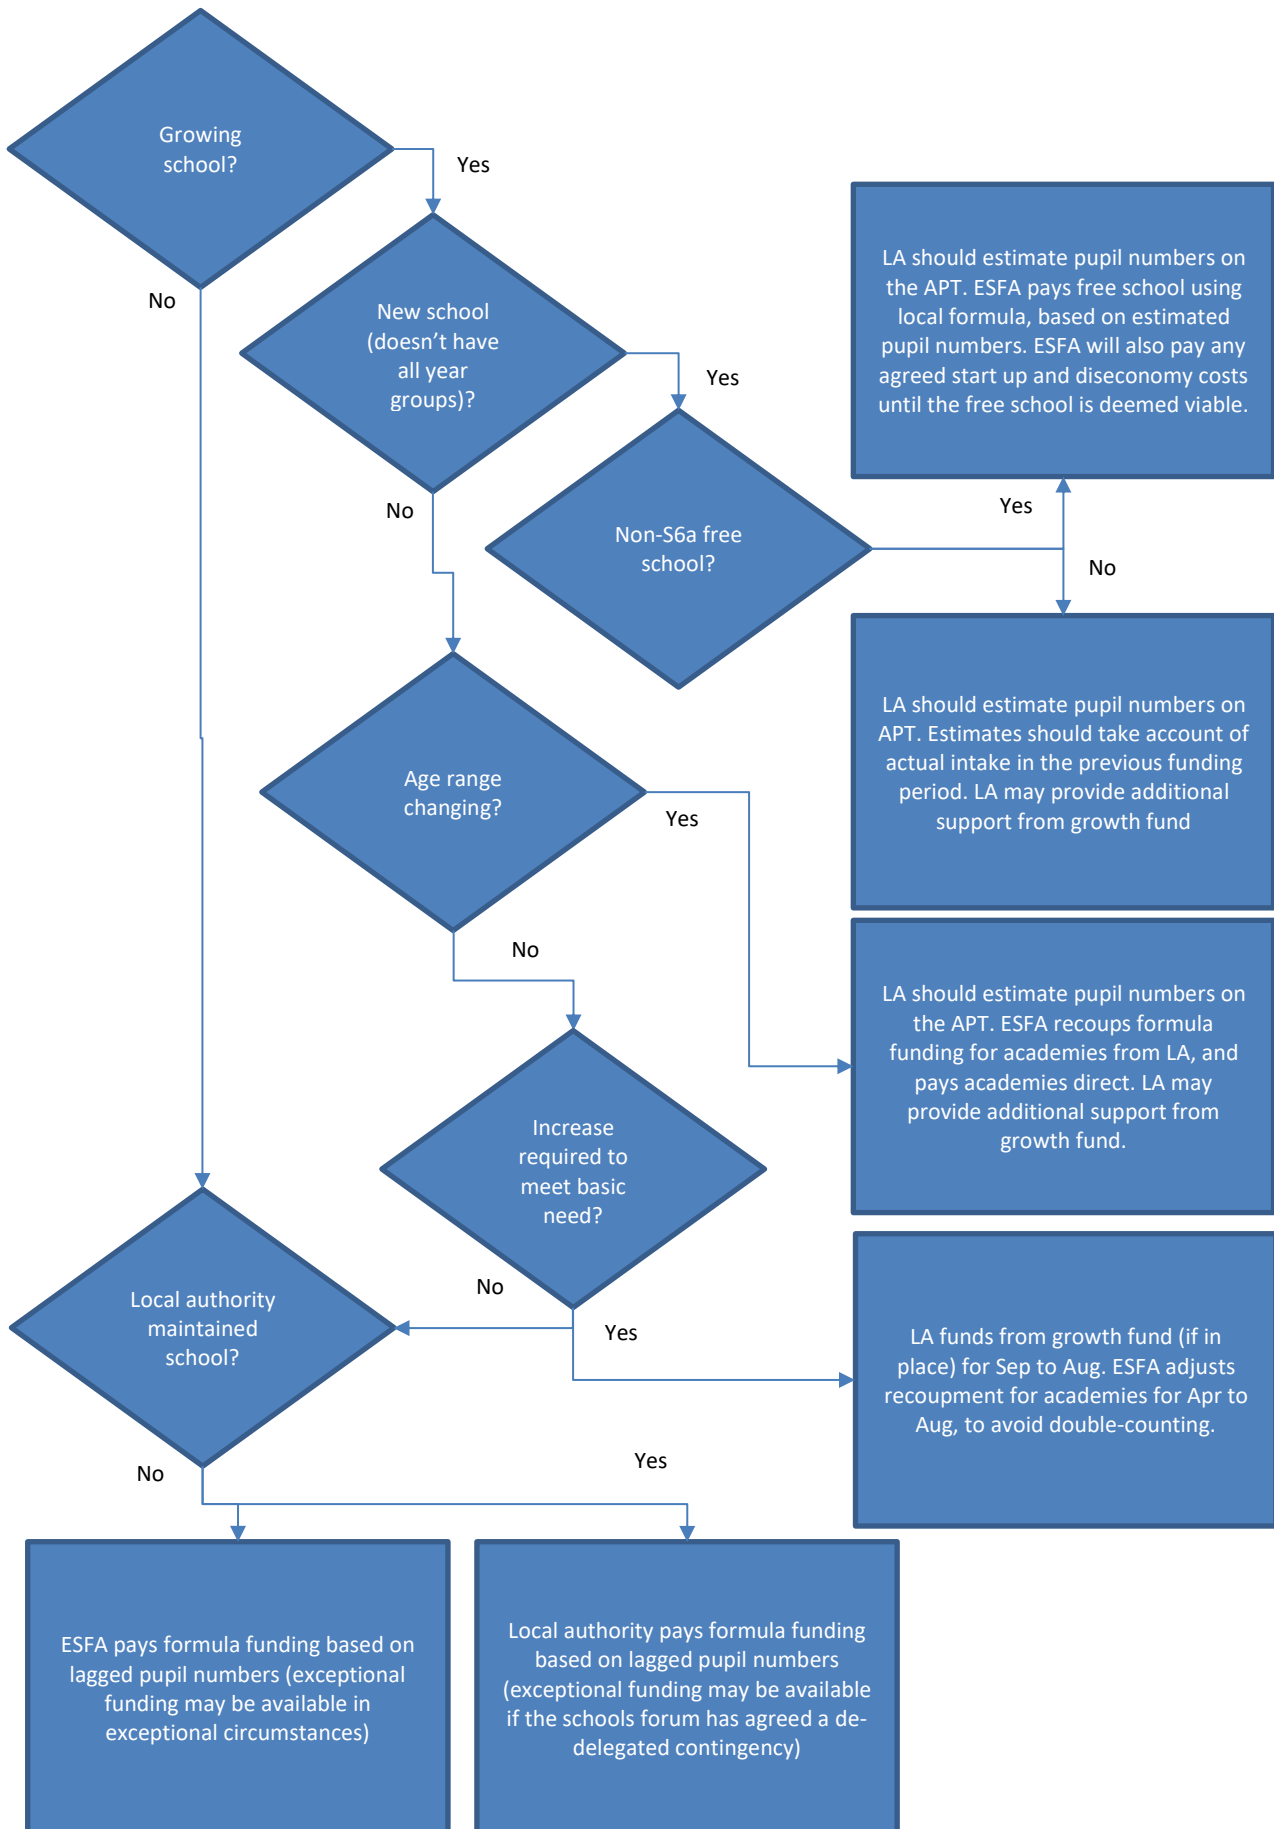 Growing
school?
Yes
No
New school
(doesn't have
all year
groups)?
Yes
No
LA should estimate pupil numbers on
the APT. ESFA pays free school using
local formula, based on estimated
pupil numbers. ESFA will also pay any
agreed start up and diseconomy costs
until the free school is deemed viable.
Non-S6a free
school?
Yes
No
LA should estimate pupil numbers on
APT. Estimates should take account of
actual intake in the previous funding
period. LA may provide additional
support from growth fund
Age range
changing?
Yes
No
LA should estimate pupil numbers on
the APT. ESFA recoups formula
funding for academies from LA, and
pays academies direct. LA may
provide additional support from
growth fund.
Increase
required to
meet basic
need?
No
Yes
LA funds from growth fund (if in
place) for Sep to Aug. ESFA adjusts
recoupment for academies for Apr to
Aug, to avoid double-counting.
Local authority
maintained
school?
No
Yes
ESFA pays formula funding based on
lagged pupil numbers (exceptional
funding may be available in
exceptional circumstances)
Local authority pays formula funding
based on lagged pupil numbers
(exceptional funding may be available
if the schools forum has agreed a de-
delegated contingency)